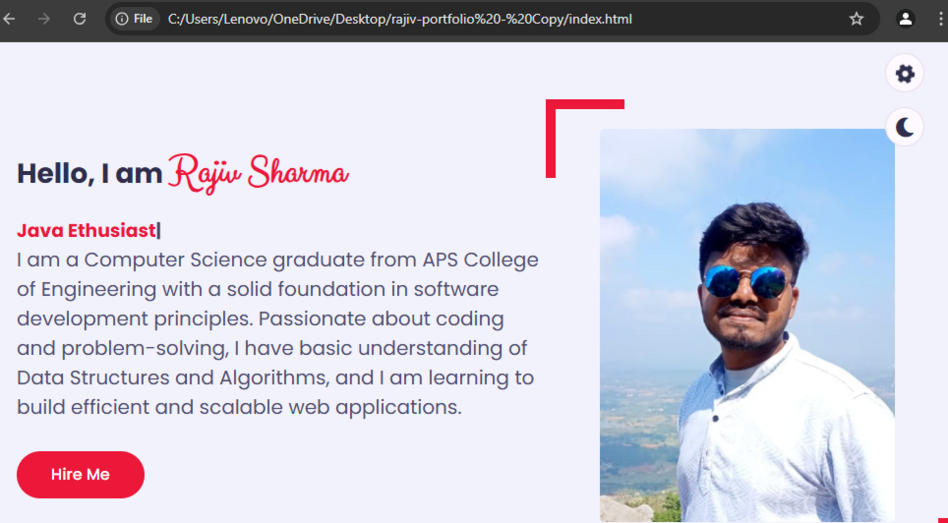 File C:/Users/Lenovo/OneDrive/Desktop/rajiv-portfolio%20-%20Copy/index.html
Hello, I am Rajiv Sharma
Java Ethusiast|
I am a Computer Science graduate from APS College
of Engineering with a solid foundation in software
development principles. Passionate about coding
and problem-solving, I have basic understanding of
Data Structures and Algorithms, and I am learning to
build efficient and scalable web applications.
Hire Me